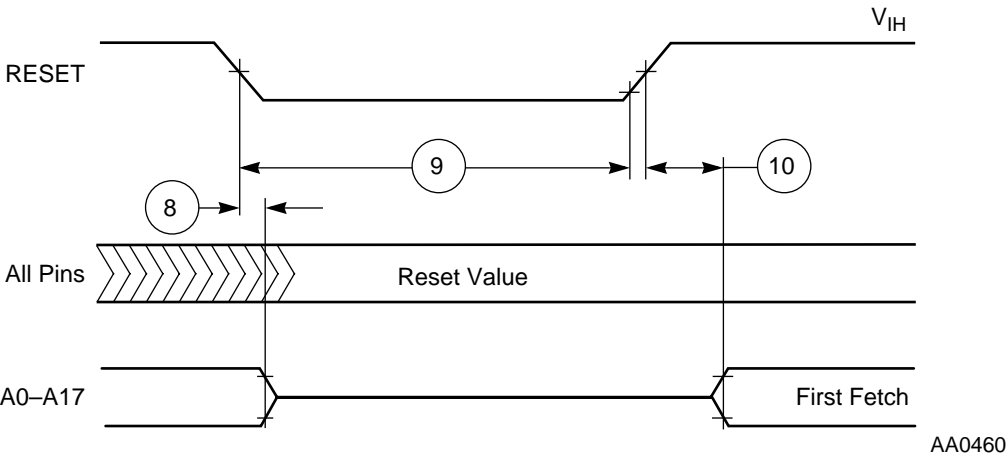 V_IH
RESET
9
10
8
All Pins
Reset Value
A0–A17
First Fetch
AA0460